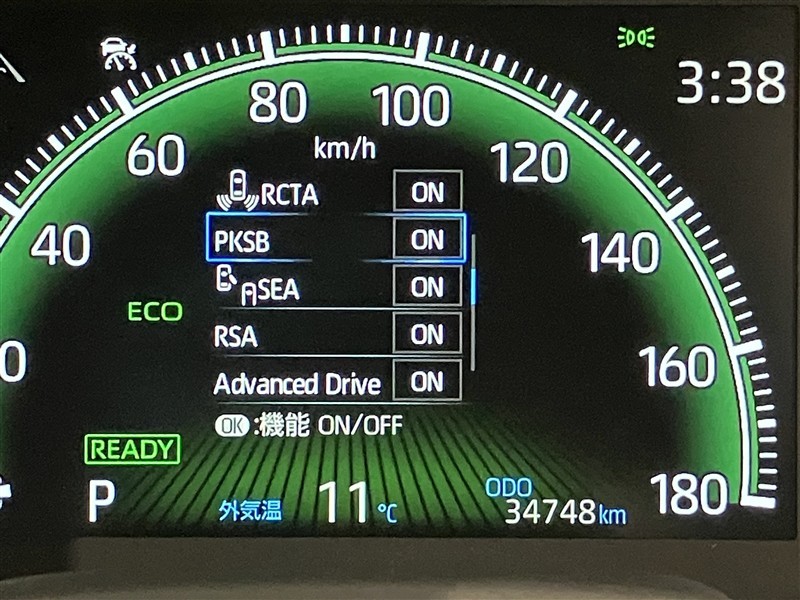 3:38
80
100
km/h
60
120
RCTA ON
40
PKSB ON
140
SEA ON
ECO
RSA ON
0
160
Advanced Drive ON
OK:機能 ON/OFF
READY
P
外気温 11℃
ODO
34748km
180